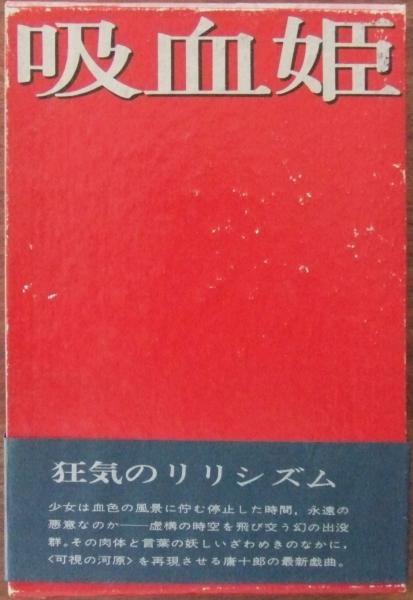 吸血姫
狂気のリリシズム
少女は血色の風景に佇む停止した時間，永遠の
悪意なのか――虚構の時空を飛び交う幻の出没
群。その肉体と言葉の妖しいざわめきのなかに，
〈可視の河原〉を再現させる唐十郎の最新戯曲。